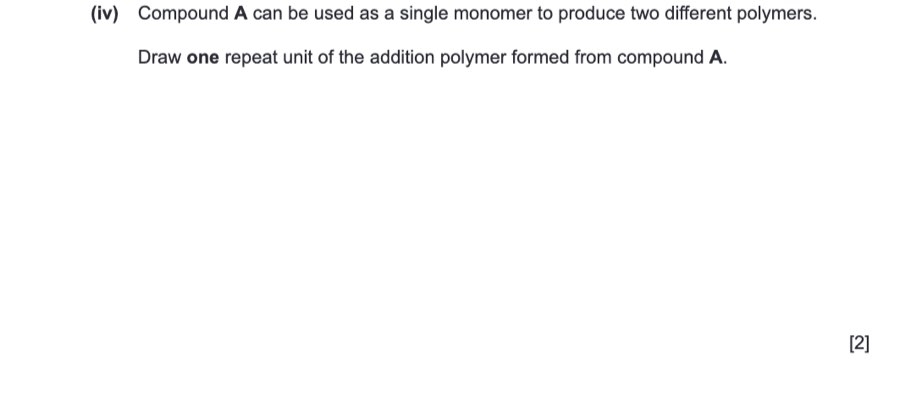 (iv) Compound A can be used as a single monomer to produce two different polymers.
Draw one repeat unit of the addition polymer formed from compound A.
[2]